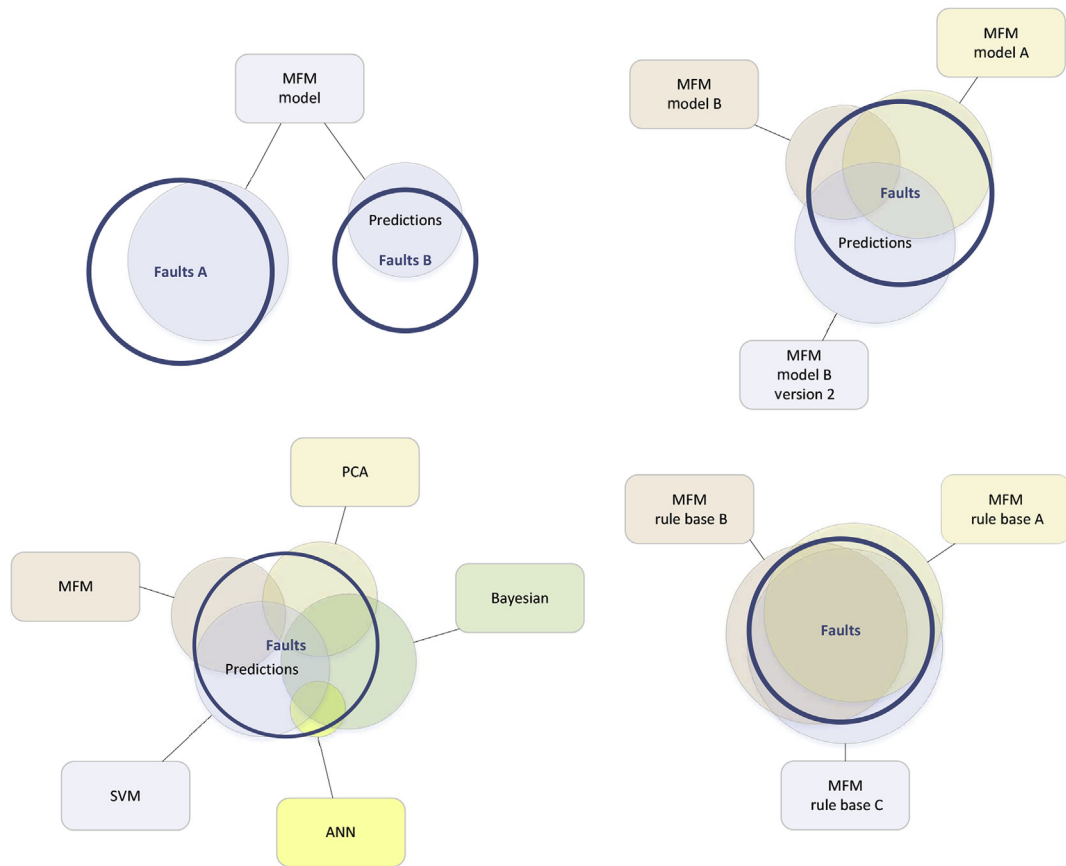 MFM
model
Predictions
Faults A
Faults B
MFM
model A
MFM
model B
Faults
Predictions
MFM
model B
version 2
PCA
MFM
Bayesian
Faults
Predictions
SVM
ANN
MFM
rule base B
MFM
rule base A
Faults
MFM
rule base C